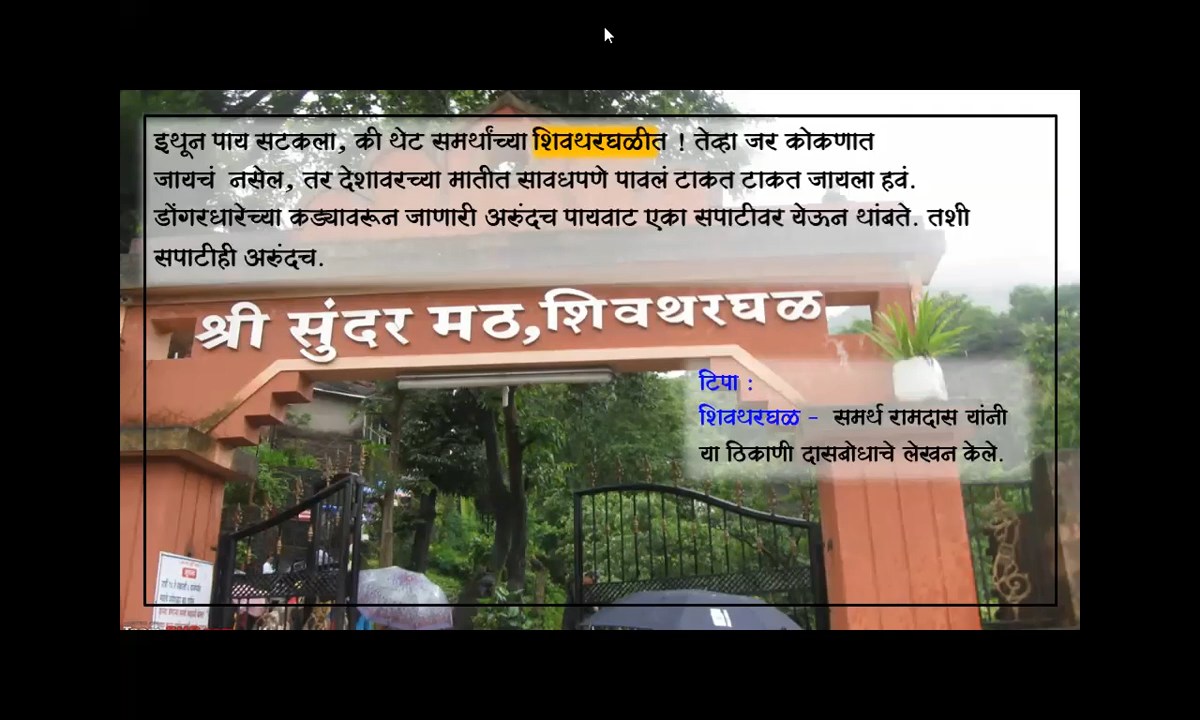 इथून पाय सटकला, की थेट समर्थांच्या शिवथरघळीत ! तेव्हा जर कोकणात
जायचं नसेल, तर देशावरच्या मातीत सावधपणे पावलं टाकत टाकत जायला हवं.
डोंगरधारेच्या कड्यावरून जाणारी अरुंदच पायवाट एका सपाटीवर येऊन थांबते. तशी
सपाटीही अरुंदच.
श्री सुंदर मठ,शिवथरघळ
टिपा :
शिवथरघळ - समर्थ रामदास यांनी
या ठिकाणी दासबोधाचे लेखन केले.